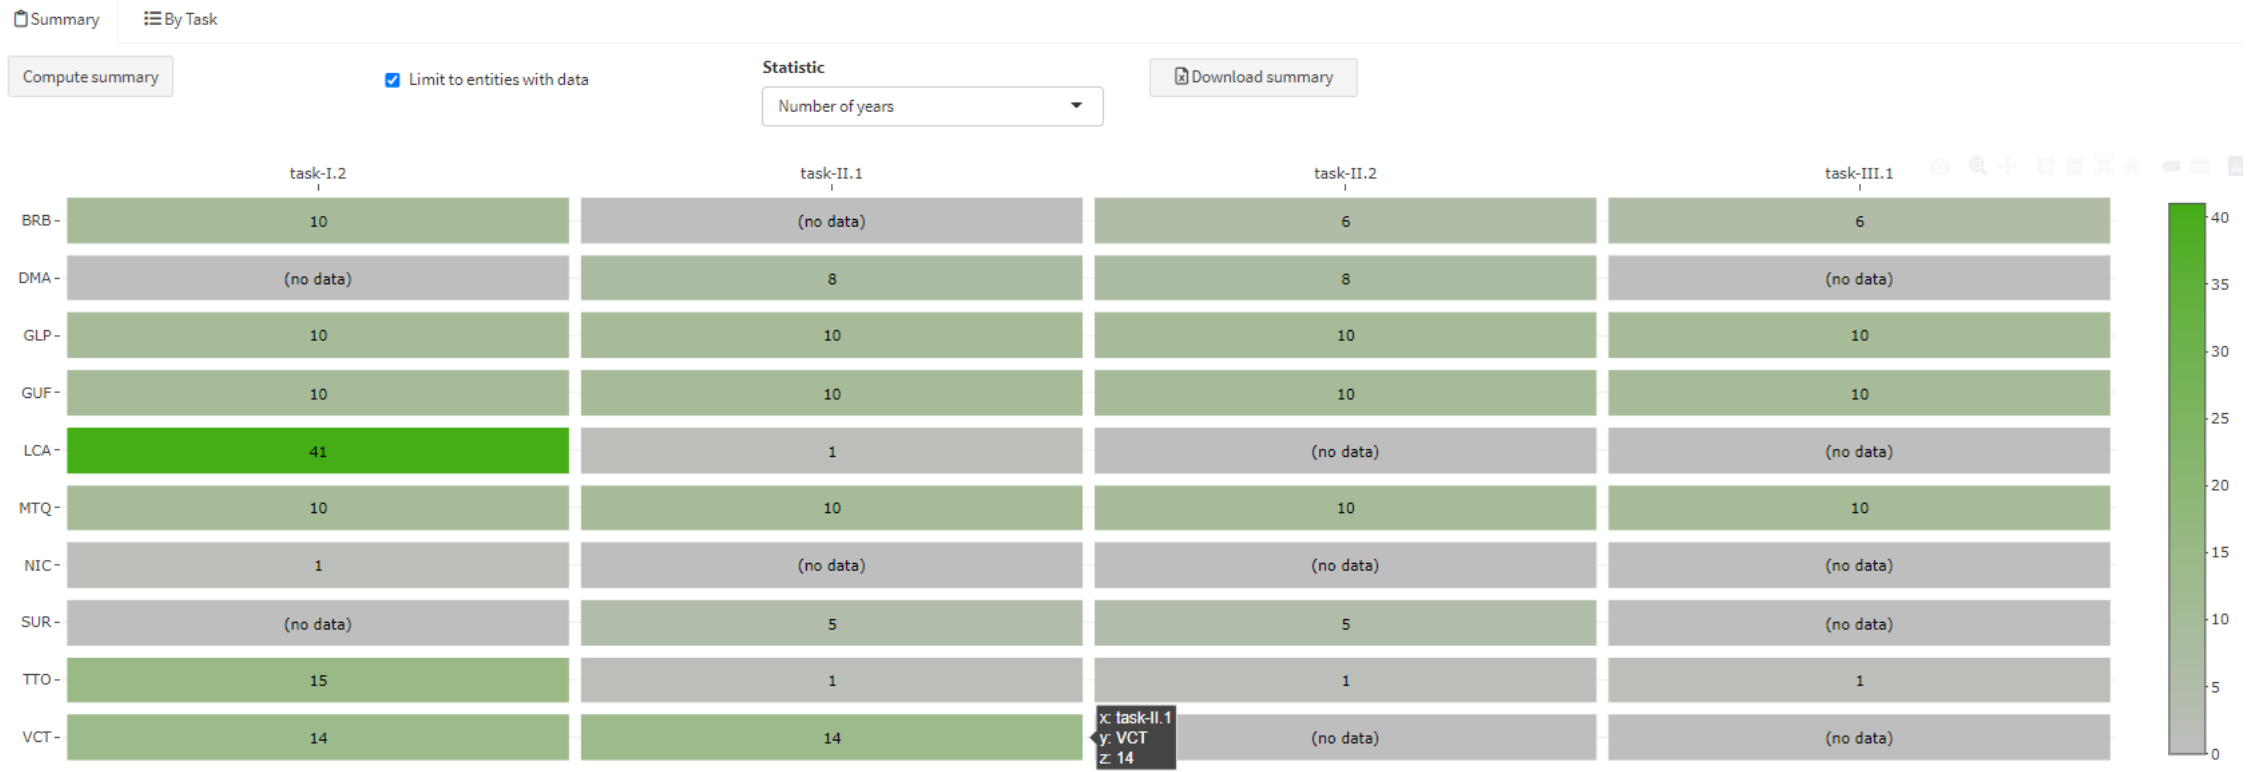 Summary By Task
Compute summary
Limit to entities with data
Statistic
Number of years
Download summary
task-I.2 task-II.1 task-II.2 task-III.1
BRB 10 (no data) 6 6
DMA (no data) 8 8 (no data)
GLP 10 10 10 10
GUF 10 10 10 10
LCA 41 1 (no data) (no data)
MTQ 10 10 10 10
NIC 1 (no data) (no data) (no data)
SUR (no data) 5 5 (no data)
TTO 15 1 1 1
VCT 14 14 (no data) (no data)
x: task-II.1
y: VCT
z: 14
40
35
30
25
20
15
10
5
0